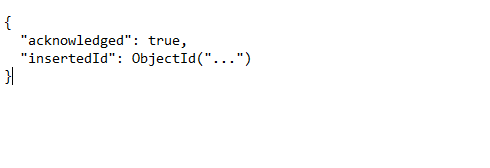 {
  "acknowledged": true,
  "insertedId": ObjectId("...")
}